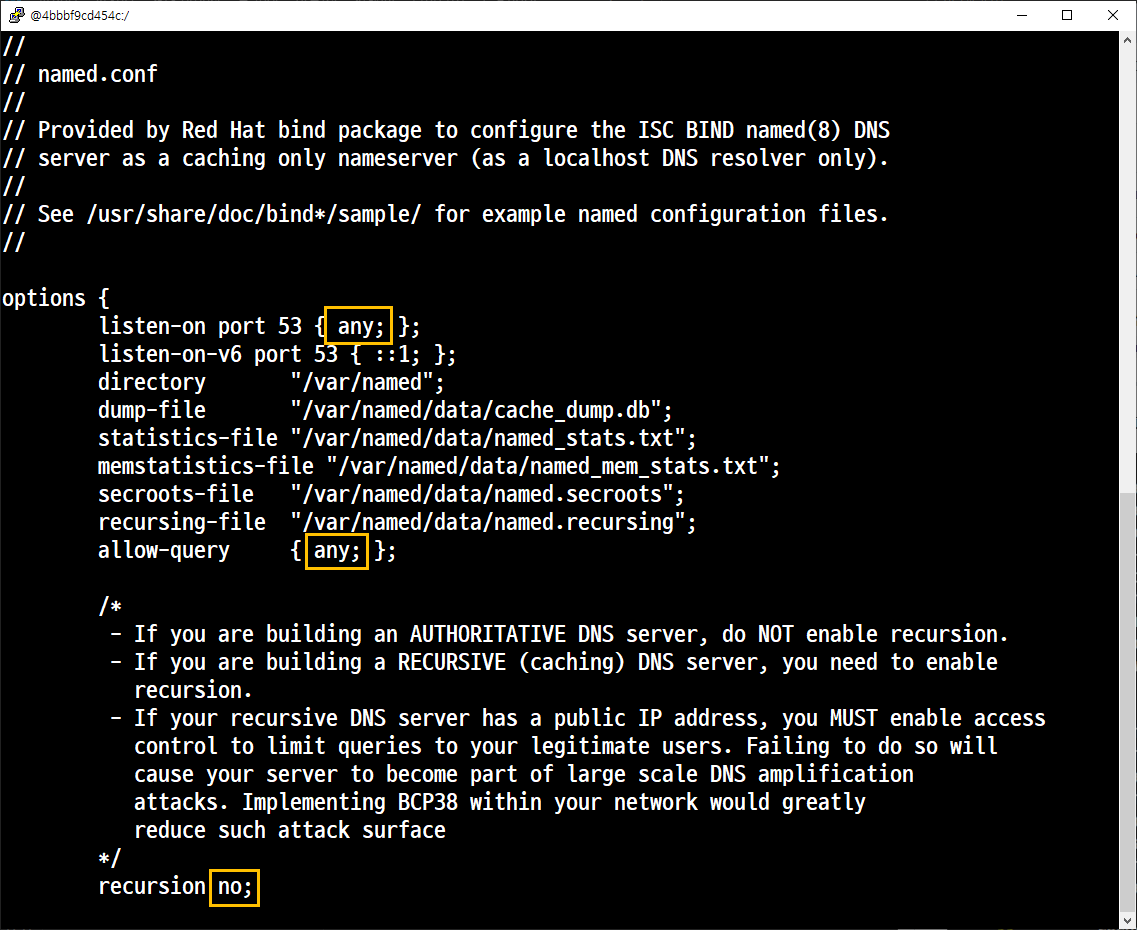 @4bbbf9cd454c:/
//
// named.conf
//
// Provided by Red Hat bind package to configure the ISC BIND named(8) DNS
// server as a caching only nameserver (as a localhost DNS resolver only).
//
// See /usr/share/doc/bind*/sample/ for example named configuration files.
//
options {
        listen-on port 53 { any; };
        listen-on-v6 port 53 { ::1; };
        directory       "/var/named";
        dump-file       "/var/named/data/cache_dump.db";
        statistics-file "/var/named/data/named_stats.txt";
        memstatistics-file "/var/named/data/named_mem_stats.txt";
        secroots-file   "/var/named/data/named.secroots";
        recursing-file  "/var/named/data/named.recursing";
        allow-query     { any; };
        /*
         - If you are building an AUTHORITATIVE DNS server, do NOT enable recursion.
         - If you are building a RECURSIVE (caching) DNS server, you need to enable
           recursion.
         - If your recursive DNS server has a public IP address, you MUST enable access
           control to limit queries to your legitimate users. Failing to do so will
           cause your server to become part of large scale DNS amplification
           attacks. Implementing BCP38 within your network would greatly
           reduce such attack surface
        */
        recursion no;